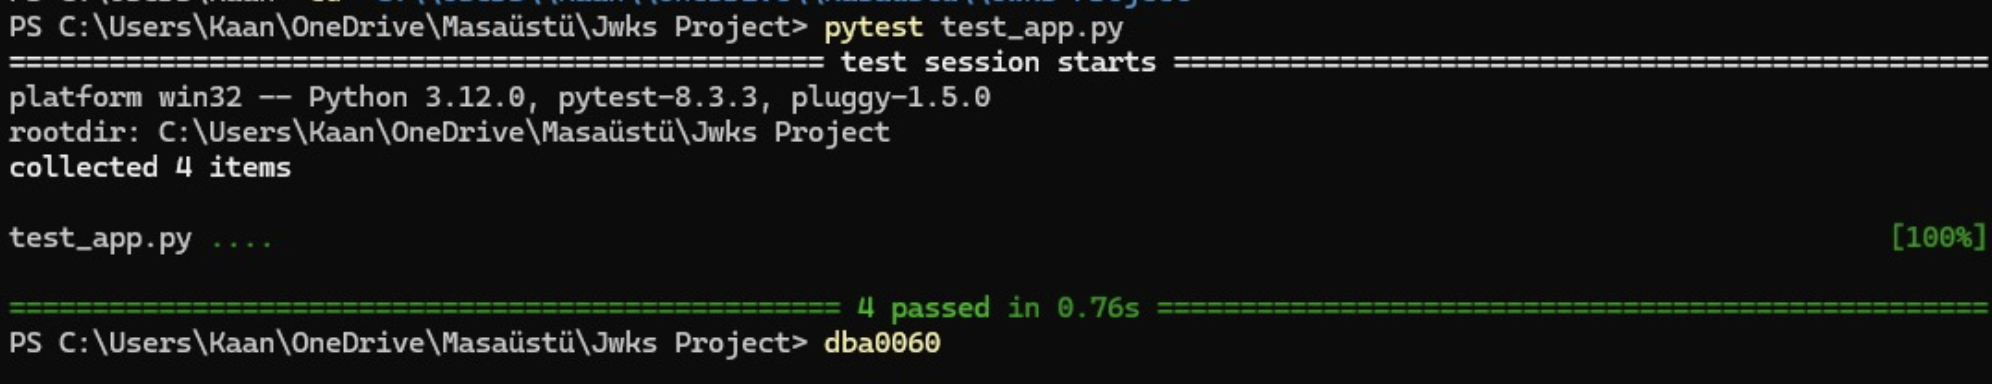 PS C:\Users\Kaan\OneDrive\Masaüstü\Jwks Project> pytest test_app.py
================================================= test session starts =================================================
platform win32 -- Python 3.12.0, pytest-8.3.3, pluggy-1.5.0
rootdir: C:\Users\Kaan\OneDrive\Masaüstü\Jwks Project
collected 4 items
test_app.py .... [100%]
================================================== 4 passed in 0.76s ==================================================
PS C:\Users\Kaan\OneDrive\Masaüstü\Jwks Project> dba0060